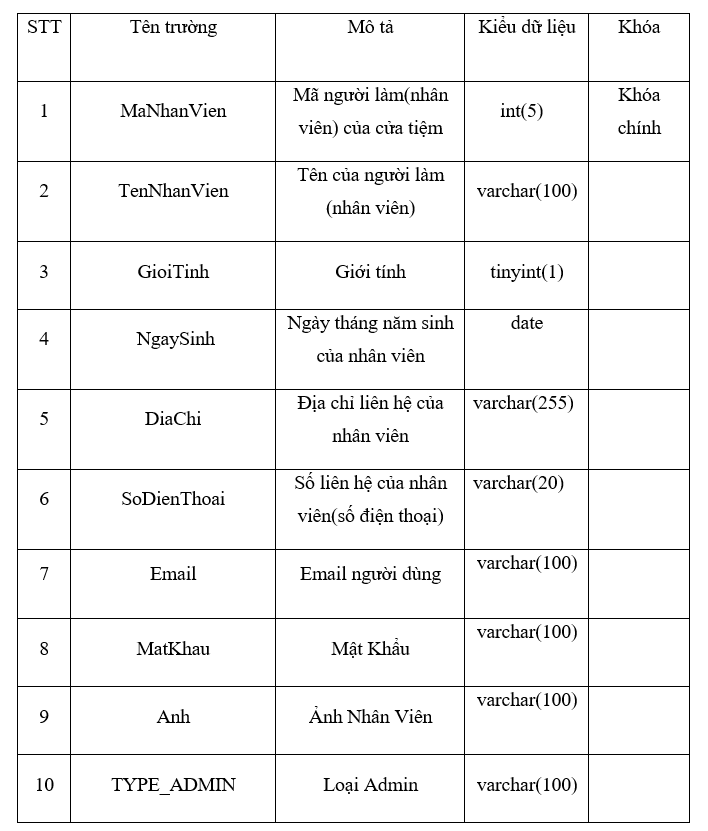 STT Tên trường Mô tả Kiểu dữ liệu Khóa
1 MaNhanVien Mã người làm(nhân viên) của cửa tiệm int(5) Khóa chính
2 TenNhanVien Tên của người làm (nhân viên) varchar(100)
3 GioiTinh Giới tính tinyint(1)
4 NgaySinh Ngày tháng năm sinh của nhân viên date
5 DiaChi Địa chỉ liên hệ của nhân viên varchar(255)
6 SoDienThoai Số liên hệ của nhân viên(số điện thoại) varchar(20)
7 Email Email người dùng varchar(100)
8 MatKhau Mật Khẩu varchar(100)
9 Anh Ảnh Nhân Viên varchar(100)
10 TYPE_ADMIN Loại Admin varchar(100)